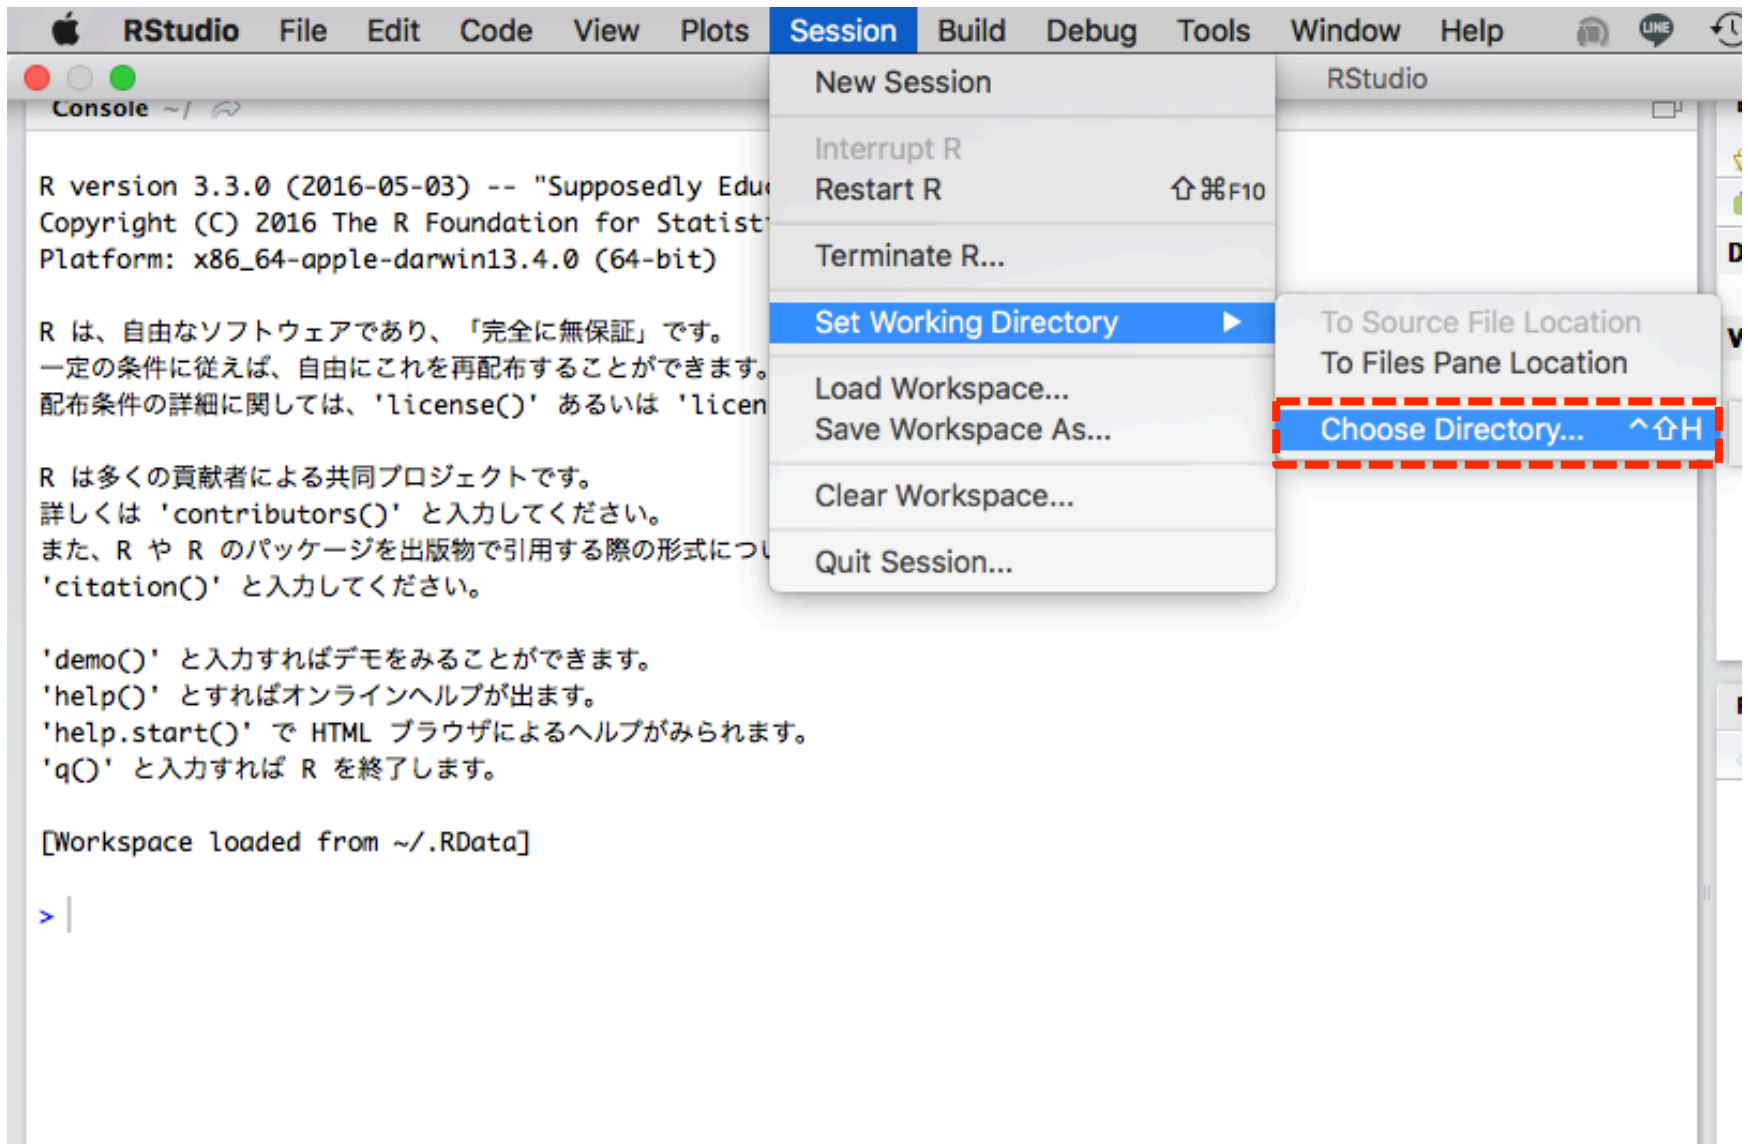 RStudio File Edit Code View Plots Session Build Debug Tools Window Help LINE
RStudio
Console ~/
R version 3.3.0 (2016-05-03) -- "Supposedly
Copyright (C) 2016 The R Foundation for
Platform: x86_64-apple-darwin13.4.0 (64-bit)
R は、自由なソフトウェアであり、「完全に無保証」です。
一定の条件に従えば、自由にこれを再配布することができます。
配布条件の詳細に関しては、'license()' あるいは
R は多くの貢献者による共同プロジェクトです。
詳しくは 'contributors()' と入力してください。
また、R や R のパッケージを出版物で引用する際の形式につ
'citation()' と入力してください。
'demo()' と入力すればデモをみることができます。
'help()' とすればオンラインヘルプが出ます。
'help.start()' で HTML ブラウザによるヘルプがみられます。
'q()' と入力すれば R を終了します。
[Workspace loaded from ~/.RData]
>
New Session
Interrupt R
Restart R ⇧⌘F10
Terminate R...
Set Working Directory ▶
Load Workspace...
Save Workspace As...
Clear Workspace...
Quit Session...
To Source File Location
To Files Pane Location
Choose Directory... ^⇧H